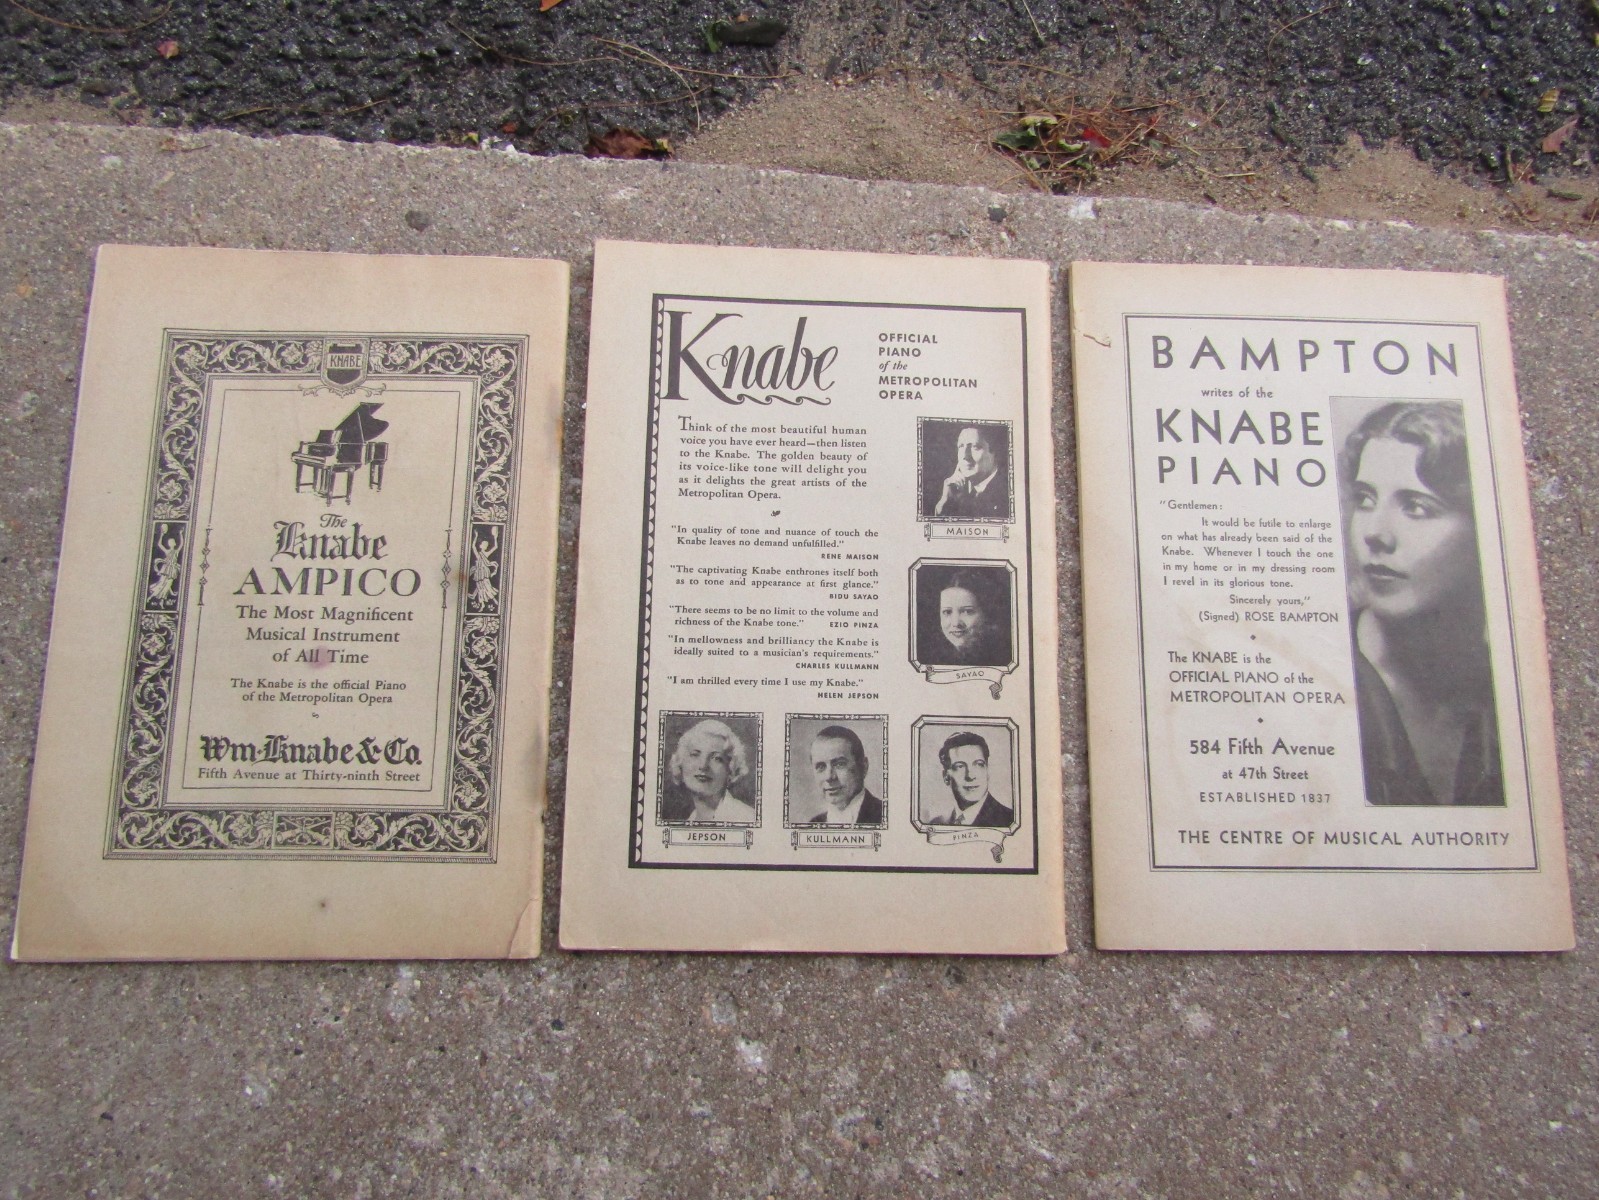 KNABE
The
Knabe
AMPICO
The Most Magnificent
Musical Instrument
of All Time
The Knabe is the official Piano
of the Metropolitan Opera
Wm. Knabe & Co.
Fifth Avenue at Thirty-ninth Street
Knabe
OFFICIAL
PIANO
of the
METROPOLITAN
OPERA
Think of the most beautiful human
voice you have ever heard—then listen
to the Knabe. The golden beauty of
its voice-like tone will delight you
as it delights the great artists of the
Metropolitan Opera.
"In quality of tone and nuance of touch the
Knabe leaves no demand unfulfilled."
RENE MAISON
"The captivating Knabe enthrones itself both
as to tone and appearance at first glance."
BIDU SAYAO
"There seems to be no limit to the volume and
richness of the Knabe tone." EZIO PINZA
"In mellowness and brilliancy the Knabe is
ideally suited to a musician's requirements."
CHARLES KULLMANN
"I am thrilled every time I use my Knabe."
HELEN JEPSON
MAISON
SAYAO
JEPSON
KULLMANN
PINZA
BAMPTON
writes of the
KNABE
PIANO
"Gentlemen:
It would be futile to enlarge
on what has already been said of the
Knabe. Whenever I touch the one
in my home or in my dressing room
I revel in its glorious tone.
Sincerely yours,"
(Signed) ROSE BAMPTON
The KNABE is the
OFFICIAL PIANO of the
METROPOLITAN OPERA
584 Fifth Avenue
at 47th Street
ESTABLISHED 1837
THE CENTRE OF MUSICAL AUTHORITY